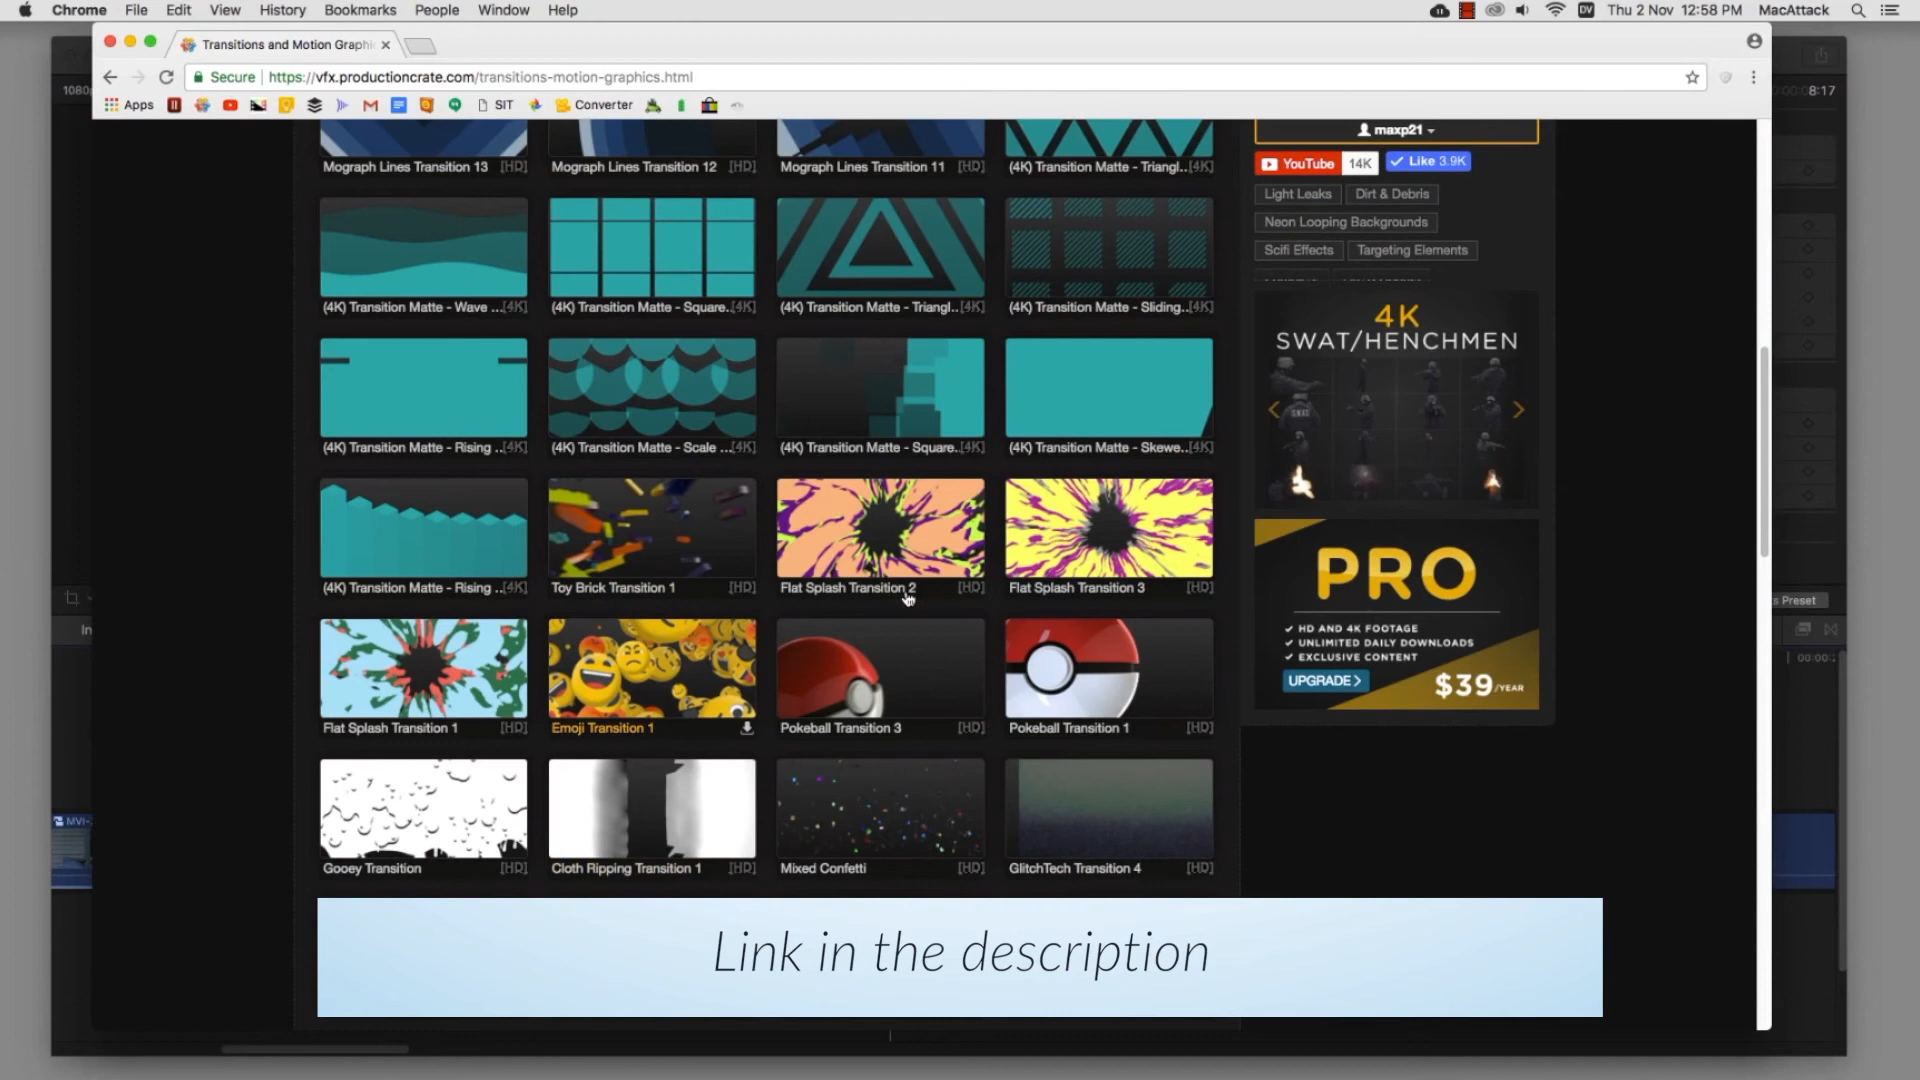 Chrome File Edit View History Bookmarks People Window Help
Thu 2 Nov 12:58 PM MacAttack
Transitions and Motion Graphi
Secure https://vfx.productioncrate.com/transitions-motion-graphics.html
Apps SIT Converter
1080p
8:17
maxp21
Mograph Lines Transition 13 [HD]
Mograph Lines Transition 12 [HD]
Mograph Lines Transition 11 [HD]
(4K) Transition Matte - Triangl.. [4K]
YouTube 14K Like 3.9K
Light Leaks Dirt & Debris
Neon Looping Backgrounds
Scifi Effects Targeting Elements
(4K) Transition Matte - Wave ... [4K]
(4K) Transition Matte - Square. [4K]
(4K) Transition Matte - Triangl.. [4K]
(4K) Transition Matte - Sliding.. [4K]
4K
SWAT/HENCHMEN
SWAT
(4K) Transition Matte - Rising .. [4K]
(4K) Transition Matte - Scale ... [4K]
(4K) Transition Matte - Square.. [4K]
(4K) Transition Matte - Skewe.. [4K]
(4K) Transition Matte - Rising .. [4K]
Toy Brick Transition 1 [HD]
Flat Splash Transition 2 [HD]
Flat Splash Transition 3 [HD]
PRO
HD AND 4K FOOTAGE
UNLIMITED DAILY DOWNLOADS
EXCLUSIVE CONTENT
UPGRADE> $39/YEAR
s Preset
In
00:00:
Flat Splash Transition 1 [HD]
Emoji Transition 1
Pokeball Transition 3 [HD]
Pokeball Transition 1 [HD]
MVI-
Gooey Transition [HD]
Cloth Ripping Transition 1 [HD]
Mixed Confetti [HD]
GlitchTech Transition 4 [HD]
Link in the description